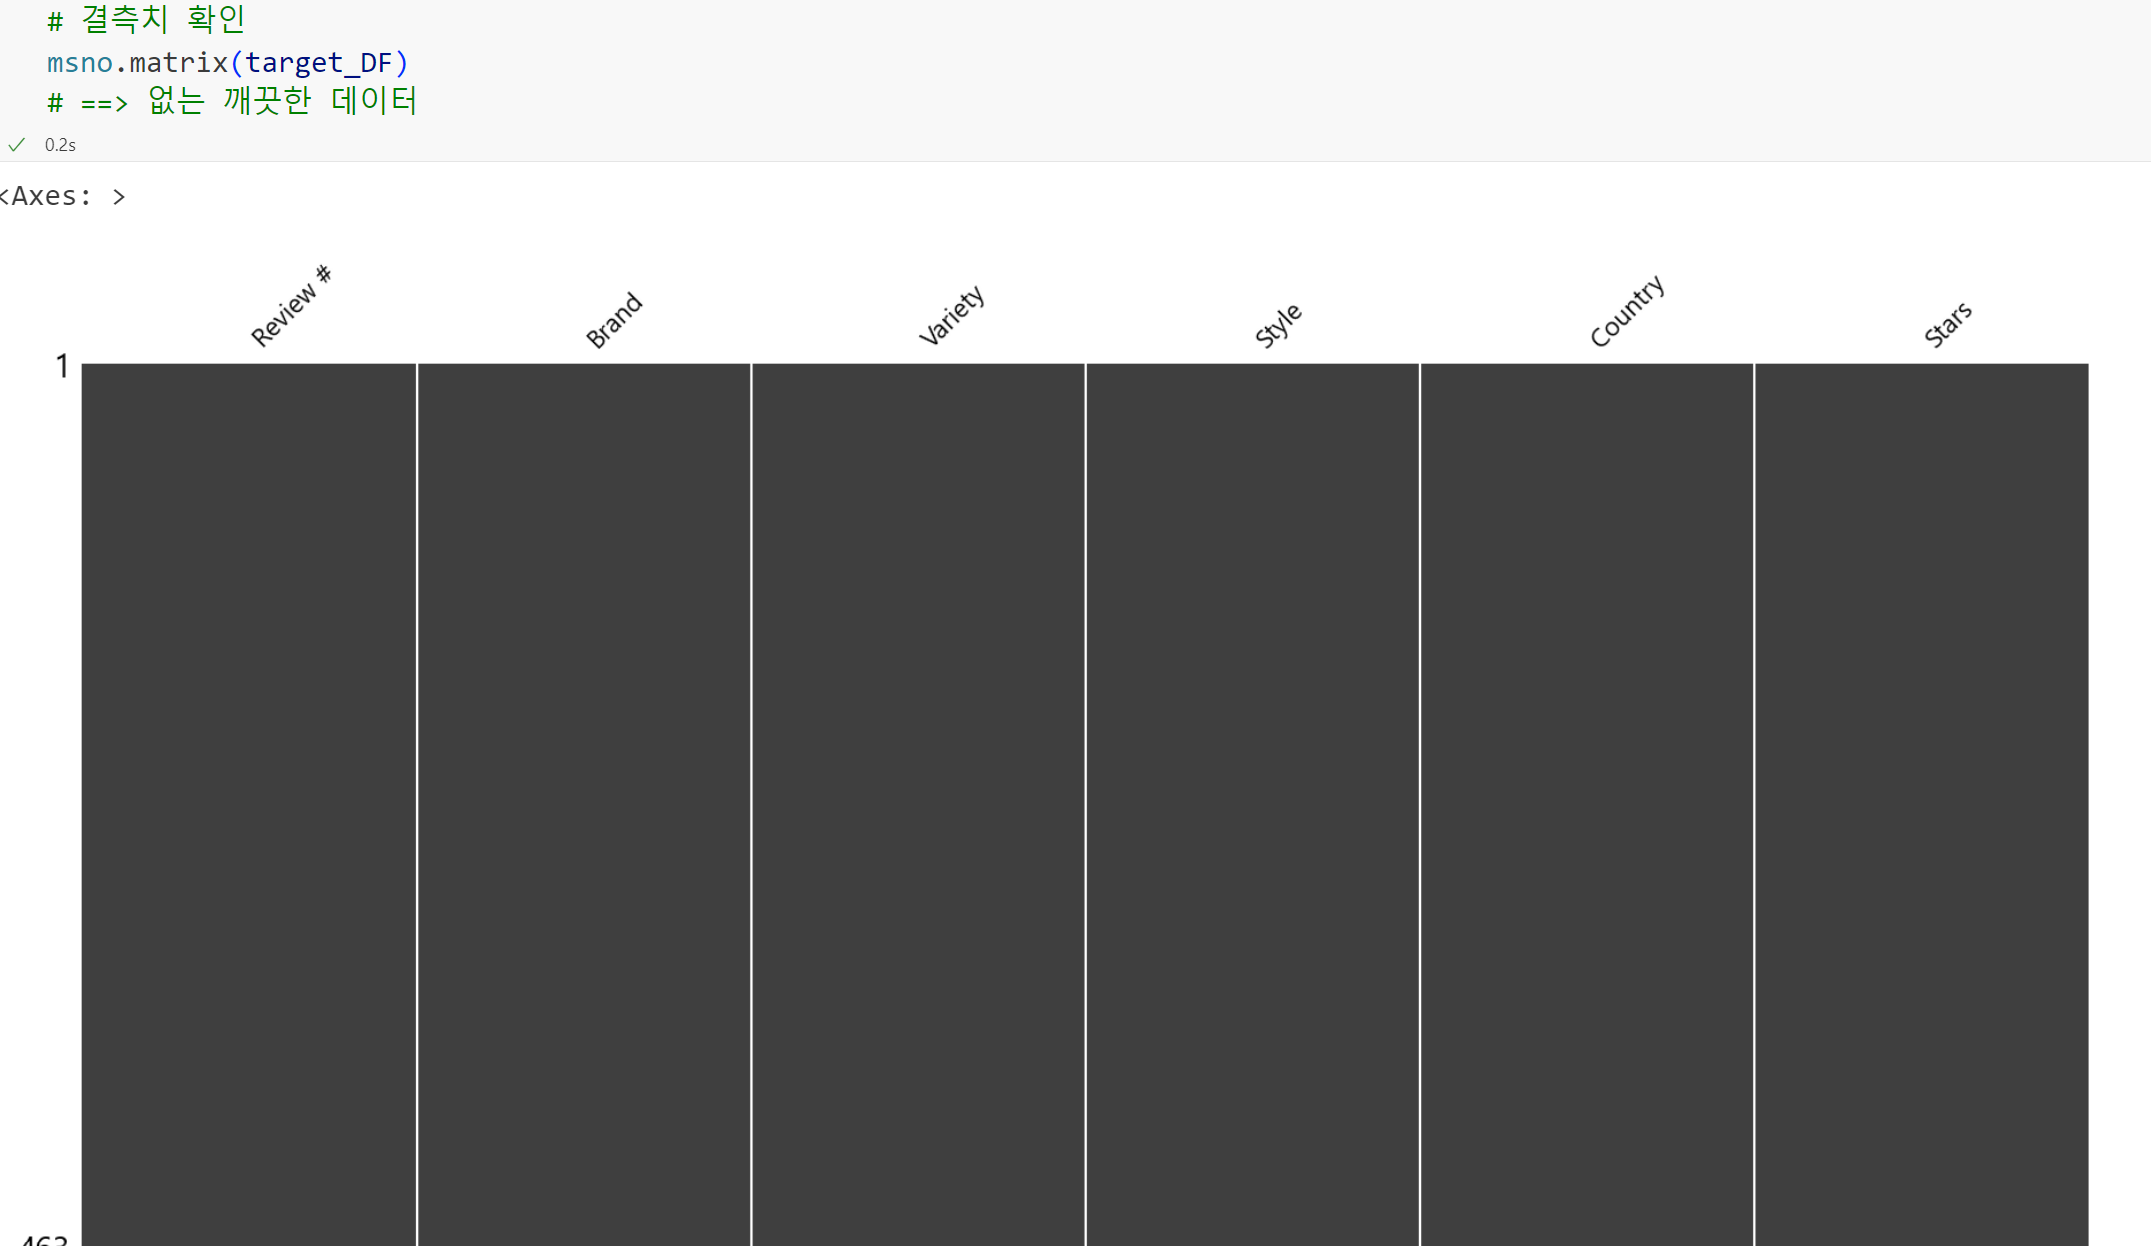 # 결측치 확인
msno.matrix(target_DF)
# ==> 없는 깨끗한 데이터
0.2s
<Axes: >
Review # Brand Variety Style Country Stars
1
463